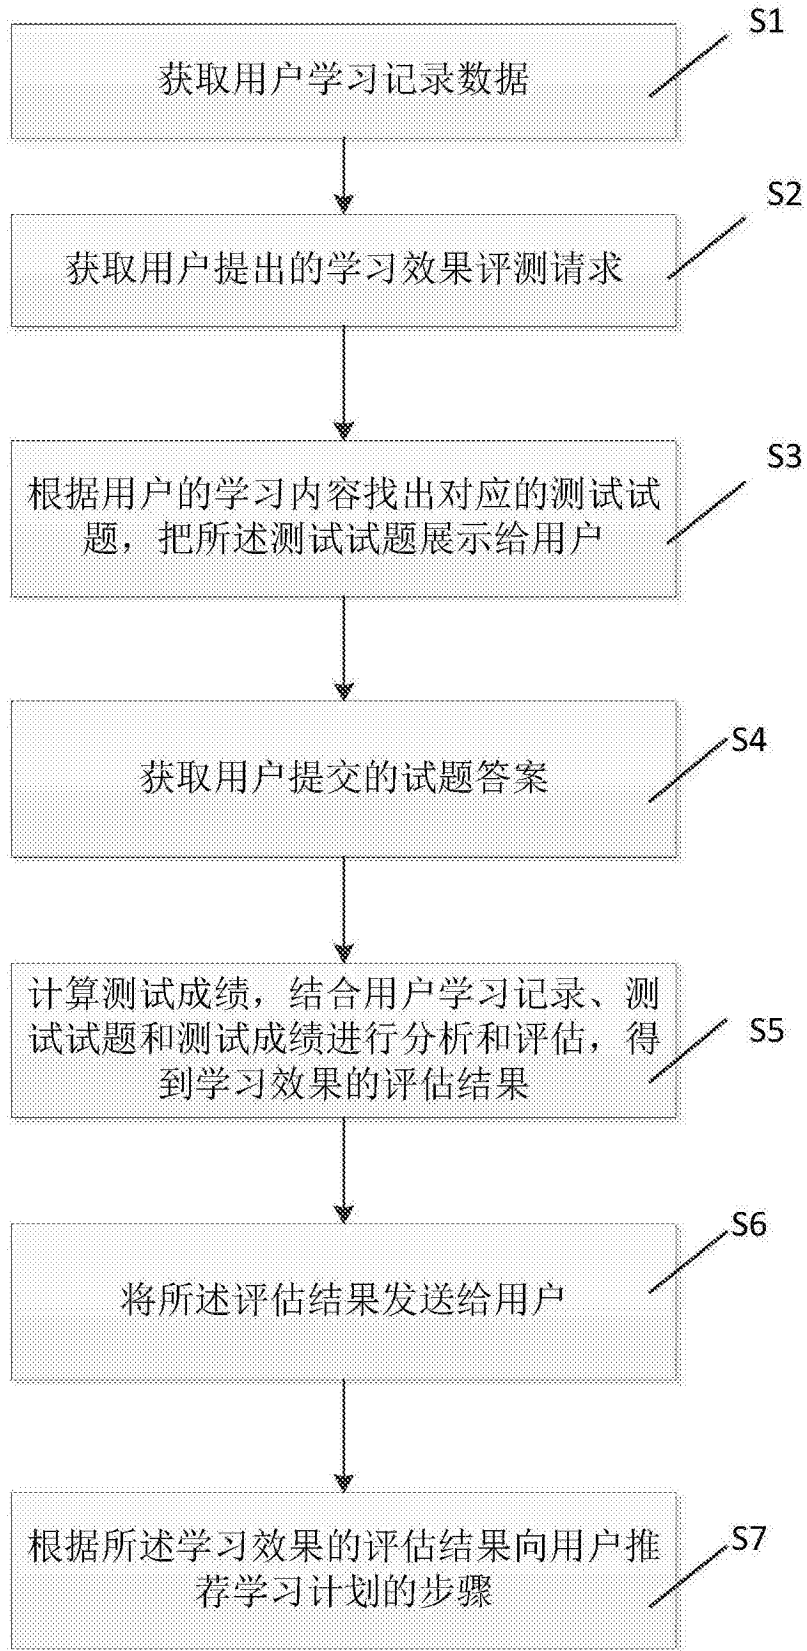 S1
获取用户学习记录数据
S2
获取用户提出的学习效果评测请求
S3
根据用户的学习内容找出对应的测试试
题，把所述测试试题展示给用户
S4
获取用户提交的试题答案
计算测试成绩，结合用户学习记录、测
试试题和测试成绩进行分析和评估，得
到学习效果的评估结果
S5
S6
将所述评估结果发送给用户
S7
根据所述学习效果的评估结果向用户推
荐学习计划的步骤